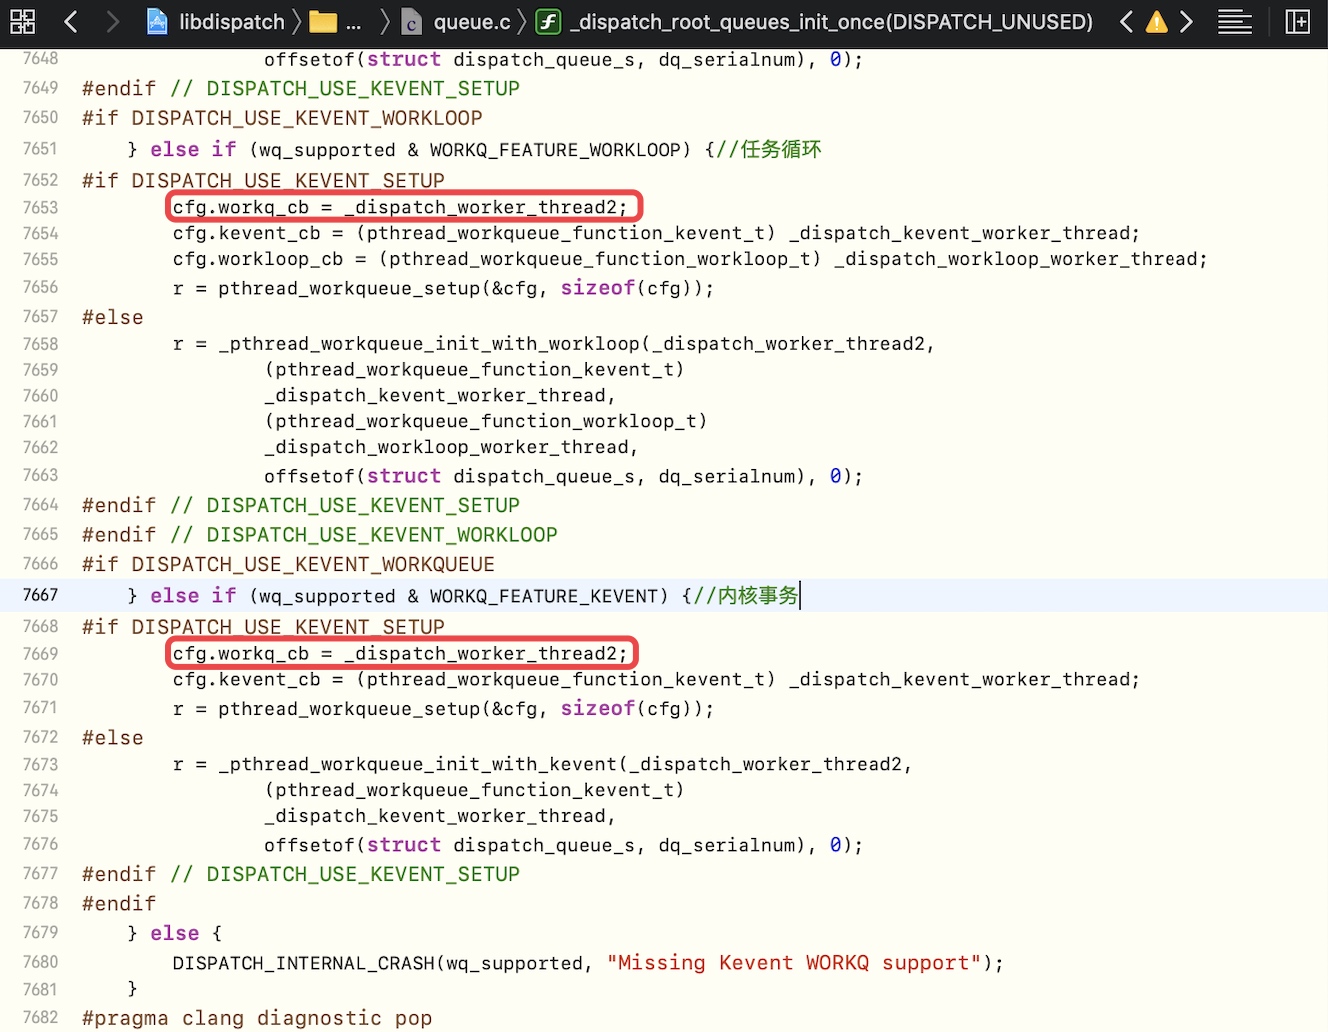 libdispatch 〉 ... 〉 queue.c 〉 _dispatch_root_queues_init_once(DISPATCH_UNUSED)
7648 offsetof(struct dispatch_queue_s, dq_serialnum), 0);
7649 #endif // DISPATCH_USE_KEVENT_SETUP
7650 #if DISPATCH_USE_KEVENT_WORKLOOP
7651 } else if (wq_supported & WORKQ_FEATURE_WORKLOOP) {//任务循环
7652 #if DISPATCH_USE_KEVENT_SETUP
7653 cfg.workq_cb = _dispatch_worker_thread2;
7654 cfg.kevent_cb = (pthread_workqueue_function_kevent_t) _dispatch_kevent_worker_thread;
7655 cfg.workloop_cb = (pthread_workqueue_function_workloop_t) _dispatch_workloop_worker_thread;
7656 r = pthread_workqueue_setup(&cfg, sizeof(cfg));
7657 #else
7658 r = _pthread_workqueue_init_with_workloop(_dispatch_worker_thread2,
7659 (pthread_workqueue_function_kevent_t)
7660 _dispatch_kevent_worker_thread,
7661 (pthread_workqueue_function_workloop_t)
7662 _dispatch_workloop_worker_thread,
7663 offsetof(struct dispatch_queue_s, dq_serialnum), 0);
7664 #endif // DISPATCH_USE_KEVENT_SETUP
7665 #endif // DISPATCH_USE_KEVENT_WORKLOOP
7666 #if DISPATCH_USE_KEVENT_WORKQUEUE
7667 } else if (wq_supported & WORKQ_FEATURE_KEVENT) {//内核事务
7668 #if DISPATCH_USE_KEVENT_SETUP
7669 cfg.workq_cb = _dispatch_worker_thread2;
7670 cfg.kevent_cb = (pthread_workqueue_function_kevent_t) _dispatch_kevent_worker_thread;
7671 r = pthread_workqueue_setup(&cfg, sizeof(cfg));
7672 #else
7673 r = _pthread_workqueue_init_with_kevent(_dispatch_worker_thread2,
7674 (pthread_workqueue_function_kevent_t)
7675 _dispatch_kevent_worker_thread,
7676 offsetof(struct dispatch_queue_s, dq_serialnum), 0);
7677 #endif // DISPATCH_USE_KEVENT_SETUP
7678 #endif
7679 } else {
7680 DISPATCH_INTERNAL_CRASH(wq_supported, "Missing Kevent WORKQ support");
7681 }
7682 #pragma clang diagnostic pop